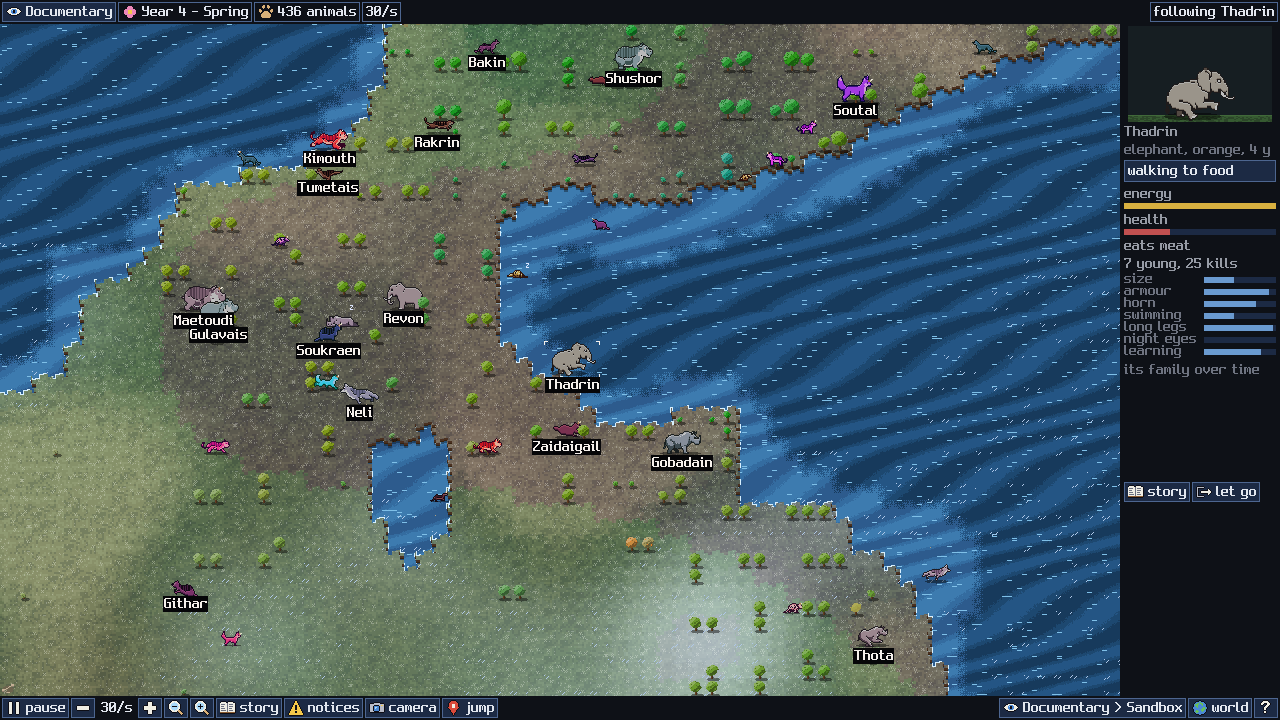 Documentary
Year 4 - Spring
436 animals
30/s
following Thadrin
Bakin
Shushor
Soutal
Rakrin
Kimouth
Tumetais
Maetoudi
Gulavais
Revon
2
2
Soukraen
Thadrin
Neli
Zaidaigail
Gobadain
Githar
Thota
Thadrin
elephant, orange, 4 y
walking to food
energy
health
eats meat
7 young, 25 kills
size
armour
horn
swimming
long legs
night eyes
learning
its family over time
story
let go
pause
30/s
story
notices
camera
jump
Documentary > Sandbox
world
?